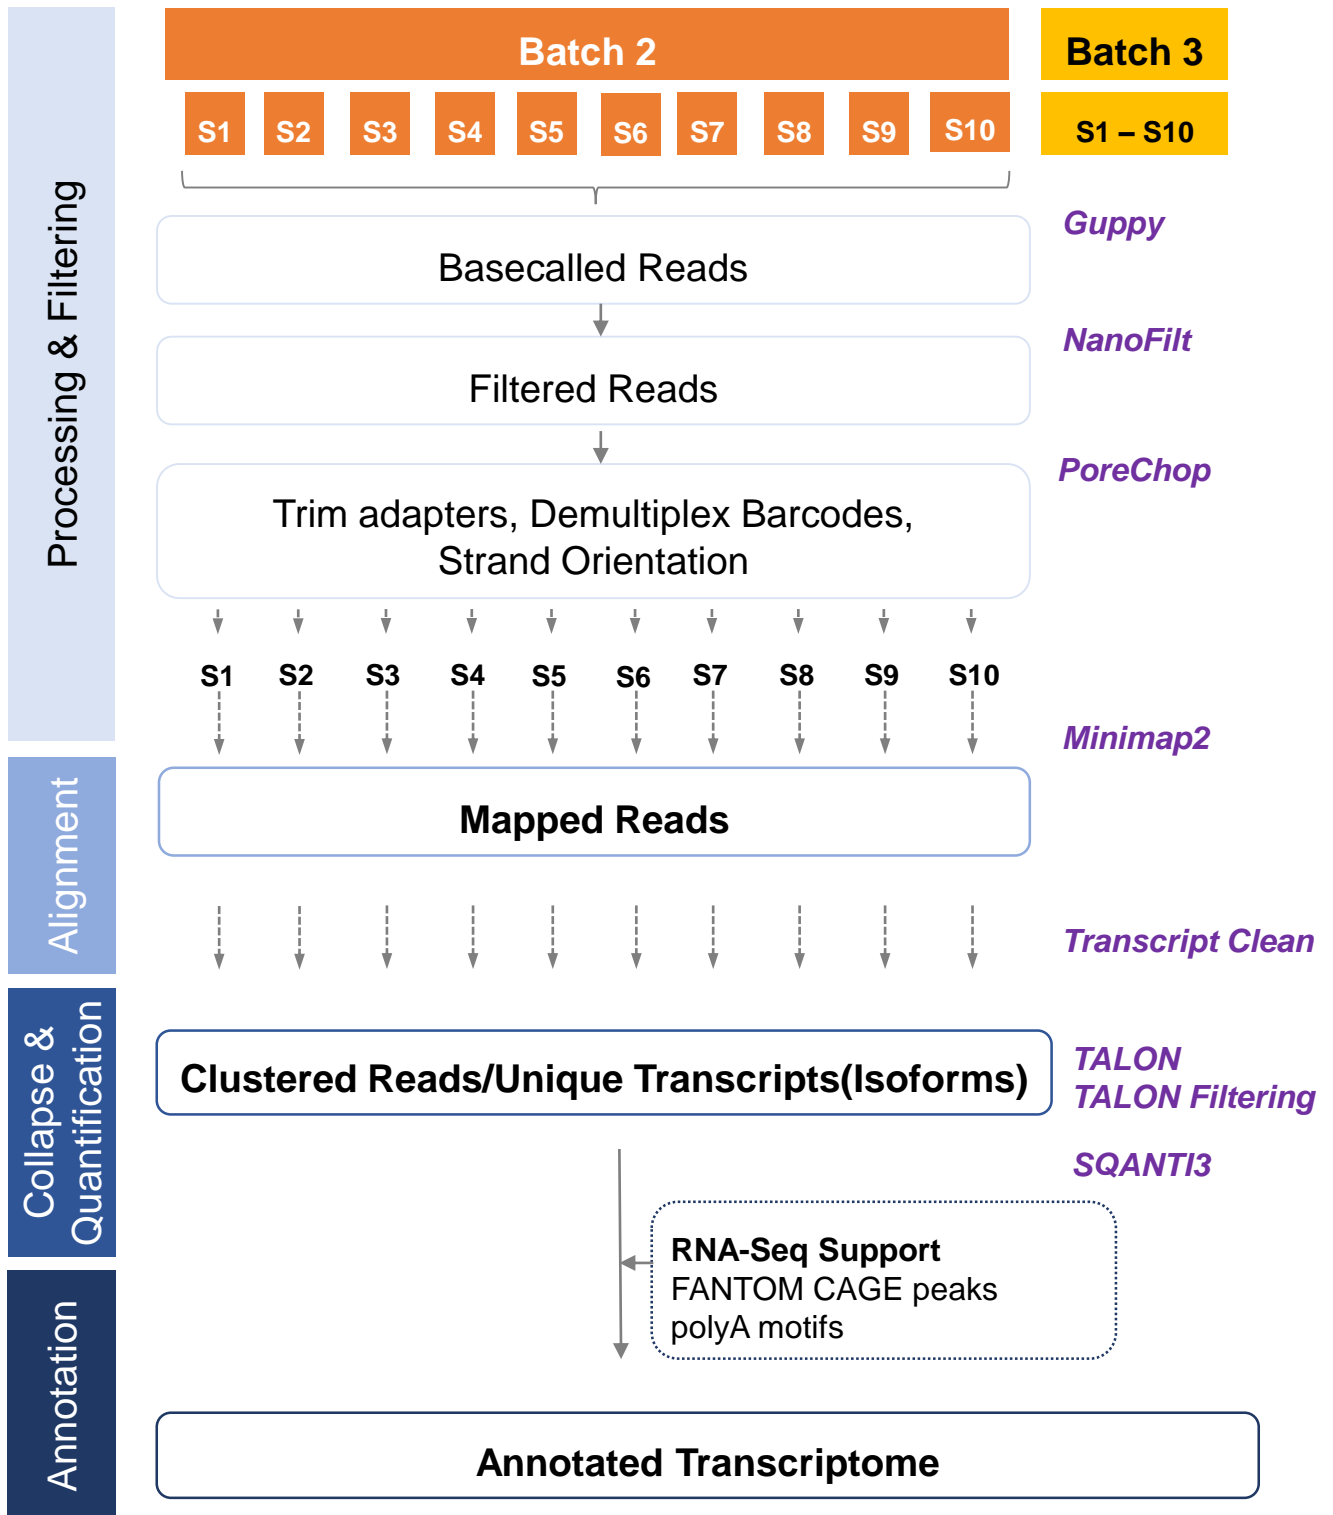 Batch 2
Batch 3
S1 S2 S3 S4 S5 S6 S7 S8 S9 S10
S1 – S10
Processing & Filtering
Guppy
Basecalled Reads
NanoFilt
Filtered Reads
PoreChop
Trim adapters, Demultiplex Barcodes,
Strand Orientation
S1 S2 S3 S4 S5 S6 S7 S8 S9 S10
Minimap2
Alignment
Mapped Reads
Transcript Clean
Collapse &
Quantification
Clustered Reads/Unique Transcripts(Isoforms)
TALON
TALON Filtering
SQANTI3
RNA-Seq Support
FANTOM CAGE peaks
polyA motifs
Annotation
Annotated Transcriptome